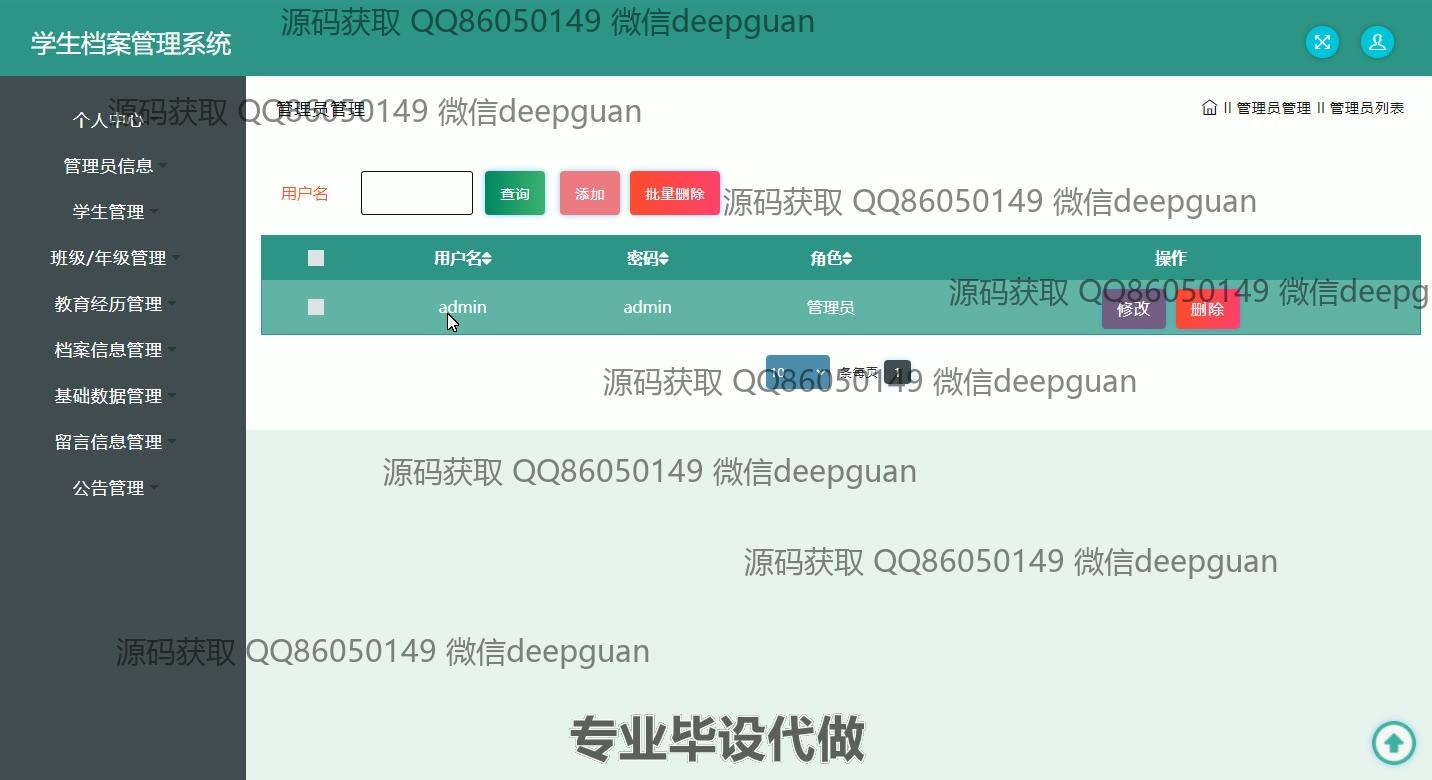 源码获取 QQ86050149 微信deepguan
学生档案管理系统
源码获取 QQ86050149 微信deepguan
管理员管理
管理员管理 II 管理员列表
个人中心
管理员信息
学生管理
班级/年级管理
教育经历管理
档案信息管理
基础数据管理
留言信息管理
公告管理
用户名
查询
添加
批量删除
源码获取 QQ86050149 微信deepguan
用户名 密码 角色 操作
源码获取 QQ86050149 微信deepg
admin admin 管理员 修改 删除
10 条每页 1
源码获取 QQ86050149 微信deepguan
源码获取 QQ86050149 微信deepguan
源码获取 QQ86050149 微信deepguan
源码获取 QQ86050149 微信deepguan
专业毕设代做